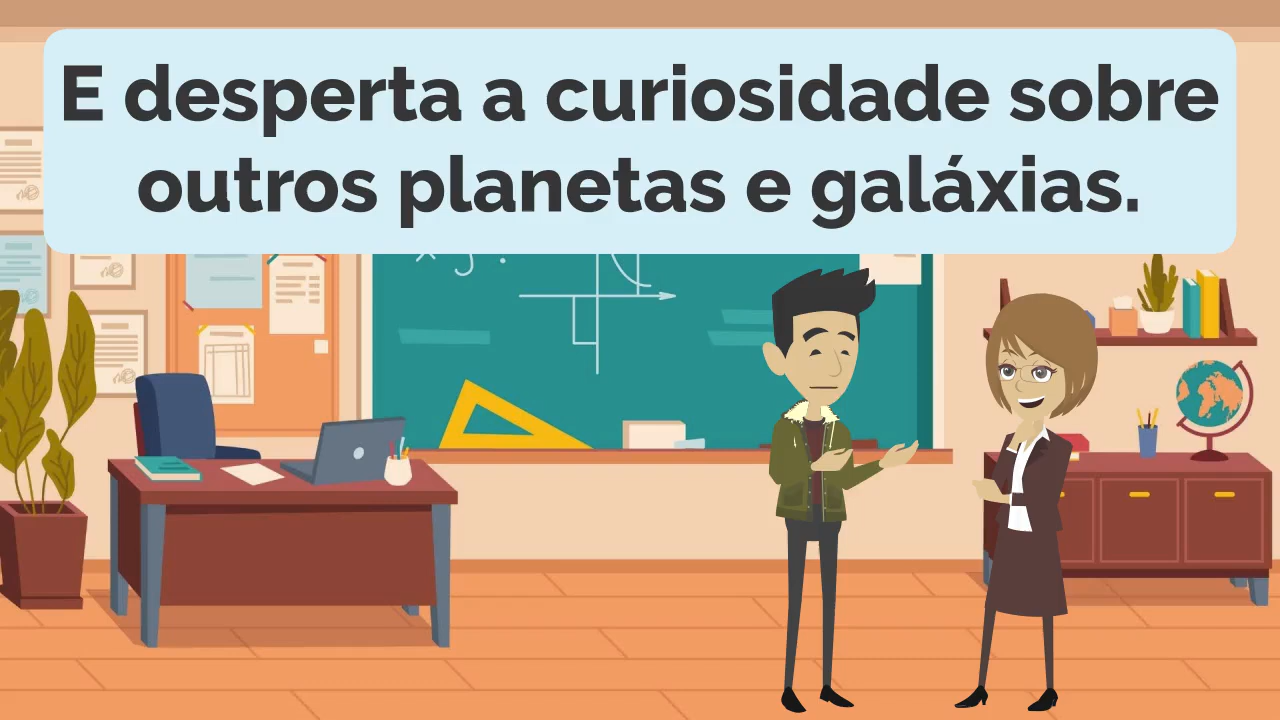 E desperta a curiosidade sobre
outros planetas e galáxias.